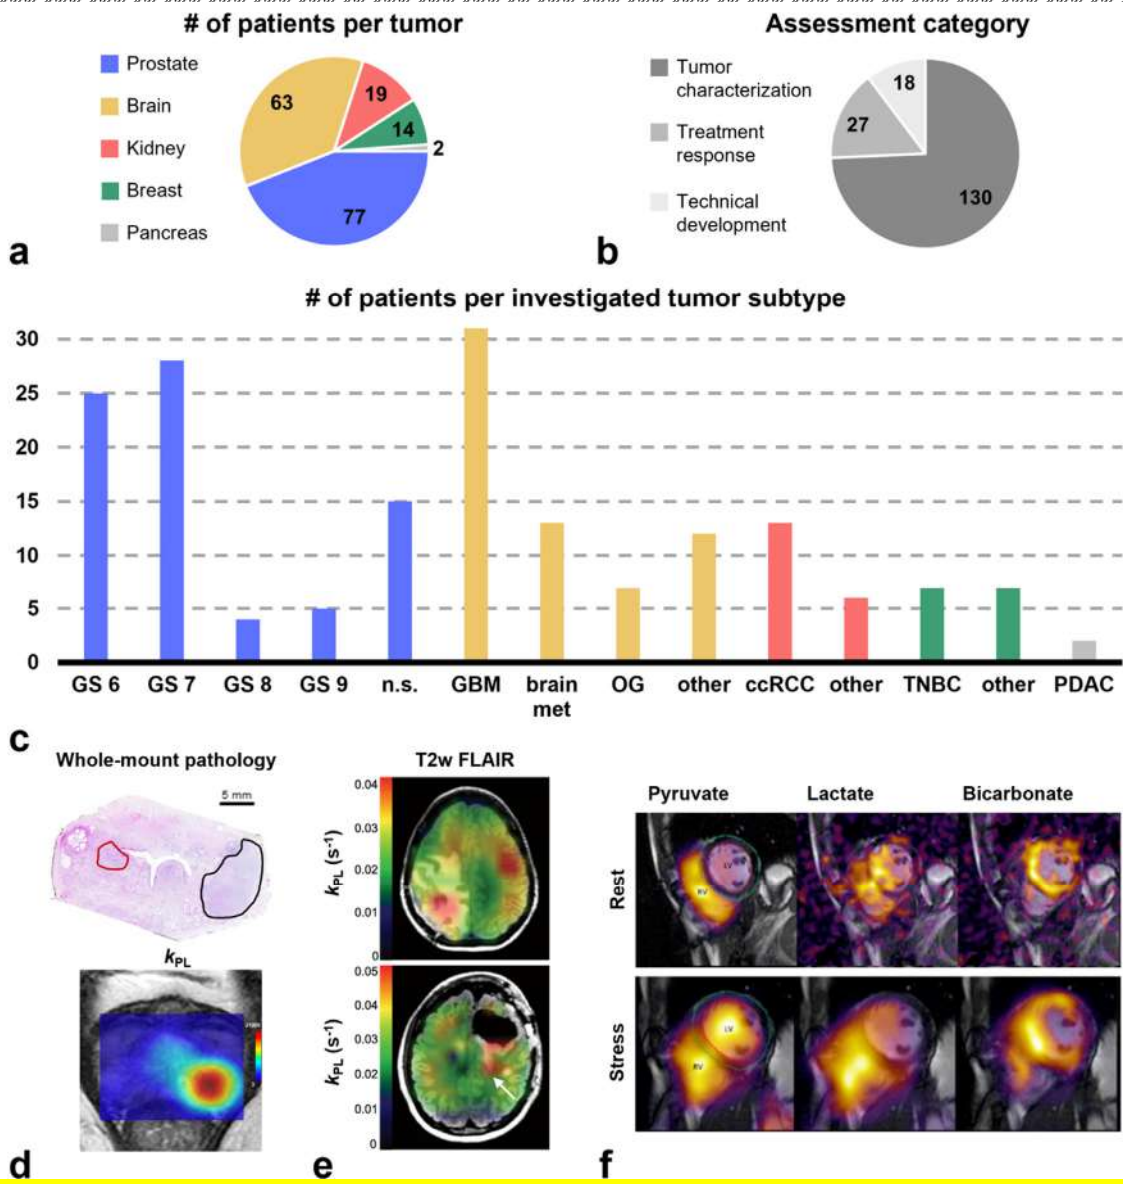 # of patients per tumor
Prostate
Brain
Kidney
Breast
Pancreas
63
19
14
2
77
a
Assessment category
Tumor
characterization
Treatment
response
Technical
development
18
27
130
b
# of patients per investigated tumor subtype
30
25
20
15
10
5
0
GS 6 GS 7 GS 8 GS 9 n.s. GBM brain met OG other ccRCC other TNBC other PDAC
c
Whole-mount pathology
5 mm
kPL
d
T2w FLAIR
0.04
0.03
0.02
0.01
0
kPL (s-1)
0.05
0.04
0.03
0.02
0.01
0
kPL (s-1)
e
Pyruvate Lactate Bicarbonate
Rest
LV
RV
Stress
LV
RV
f